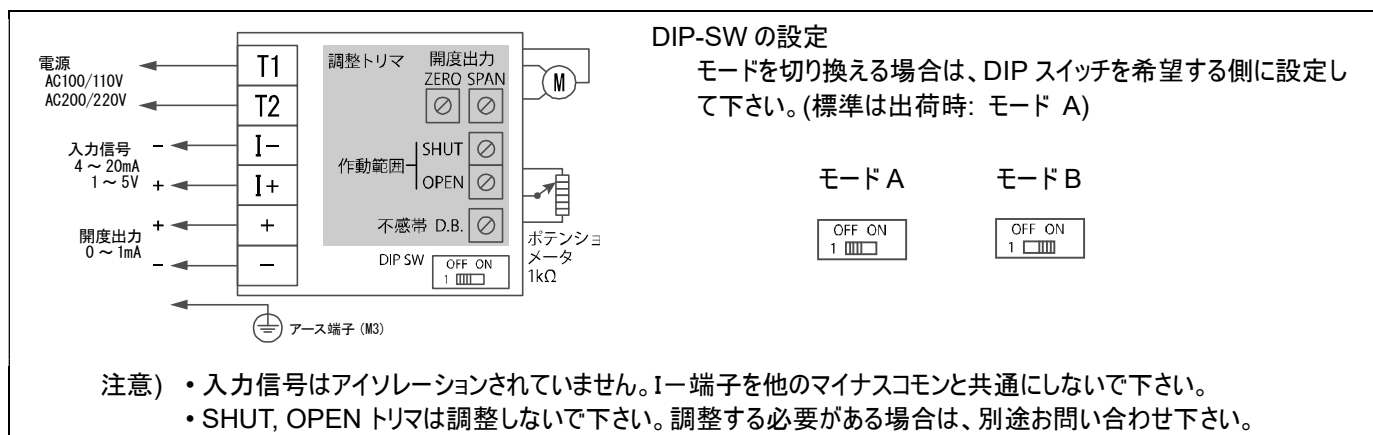 電源
AC100/110V
AC200/220V
入力信号
4～20mA
1～5V
－
＋
開度出力
0～1mA
＋
－
T1
T2
I－
I＋
＋
－
調整トリマ
開度出力
ZERO SPAN
作動範囲
SHUT
OPEN
不感帯 D.B.
DIP SW
OFF ON
1
M
ポテンショ
メータ
1kΩ
アース端子 (M3)
DIP-SW の設定
モードを切り換える場合は、DIP スイッチを希望する側に設定し
て下さい。(標準は出荷時: モード A)
モード A
モード B
OFF ON
1
OFF ON
1
注意) • 入力信号はアイソレーションされていません。I－端子を他のマイナスコモンと共通にしないで下さい。
• SHUT, OPEN トリマは調整しないで下さい。調整する必要がある場合は、別途お問い合わせ下さい。